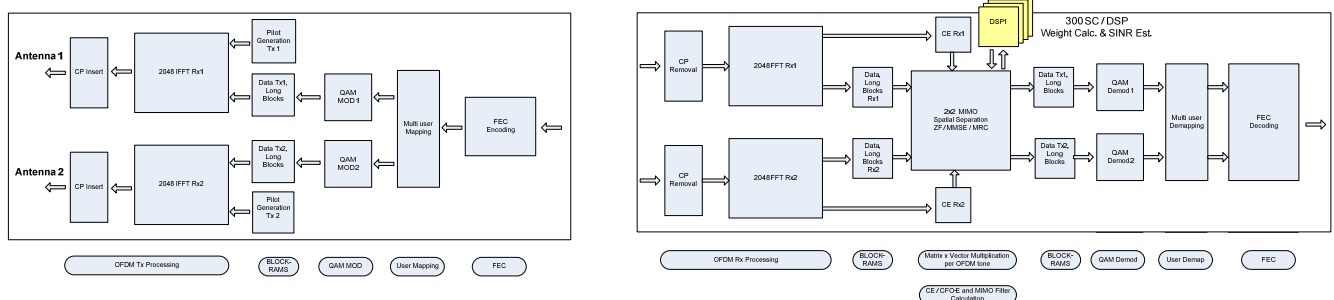 Antenna 1
CP Insert
2048 IFFT Rx1
Pilot
Generation
Tx 1
Data Tx1,
Long
Blocks
QAM
MOD 1
Multi user
Mapping
FEC
Encoding
Antenna 2
CP Insert
2048 IFFT Rx2
Data Tx2,
Long
Blocks
QAM
MOD2
Pilot
Generation
Tx 2
OFDM Tx Processing
BLOCK-
RAMS
QAM MOD
User Mapping
FEC
CP
Removal
2048FFT Rx1
CE Rx1
DSP1
300 SC / DSP
Weight Calc. & SINR Est.
Data,
Long
Blocks
Rx1
2x2 MIMO
Spatial Separation
ZF/MMSE / MRC
Data Tx1,
Long
Blocks
QAM
Demod 1
Multi user
Demapping
FEC
Decoding
CP
Removal
2048FFT Rx2
Data,
Long
Blocks
Rx2
Data Tx2,
Long
Blocks
QAM
Demod2
CE Rx2
OFDM Rx Processing
BLOCK-
RAMS
Matrix x Vector Multiplication
per OFDM tone
BLOCK-
RAMS
QAM Demod
User Demap
FEC
CE / CFO-E and MIMO Filter
Calculation